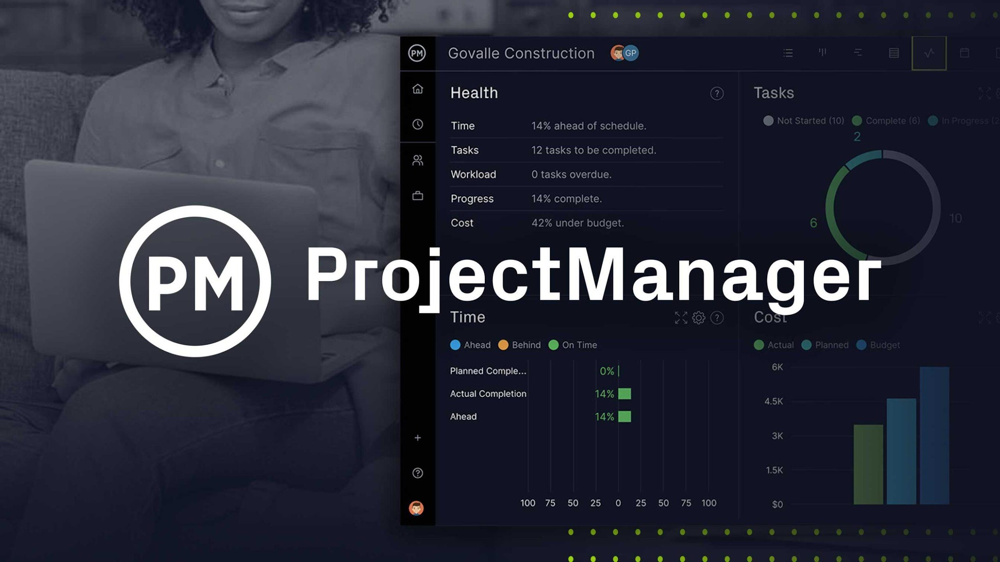 PM
Govalle Construction
GP
Health
?
Time 14% ahead of schedule.
Tasks 12 tasks to be completed.
Workload 0 tasks overdue.
Progress 14% complete.
Cost 42% under budget.
Tasks
Not Started (10) Complete (6) In Progress (2
2
6
10
PM ProjectManager
Time
?
Ahead Behind On Time
Planned Comple... 0%
Actual Completion 14%
Ahead 14%
100 75 50 25 0 25 50 75 100
?
Cost
Actual Planned Budget
6K
4.5K
3K
1.5K
$0